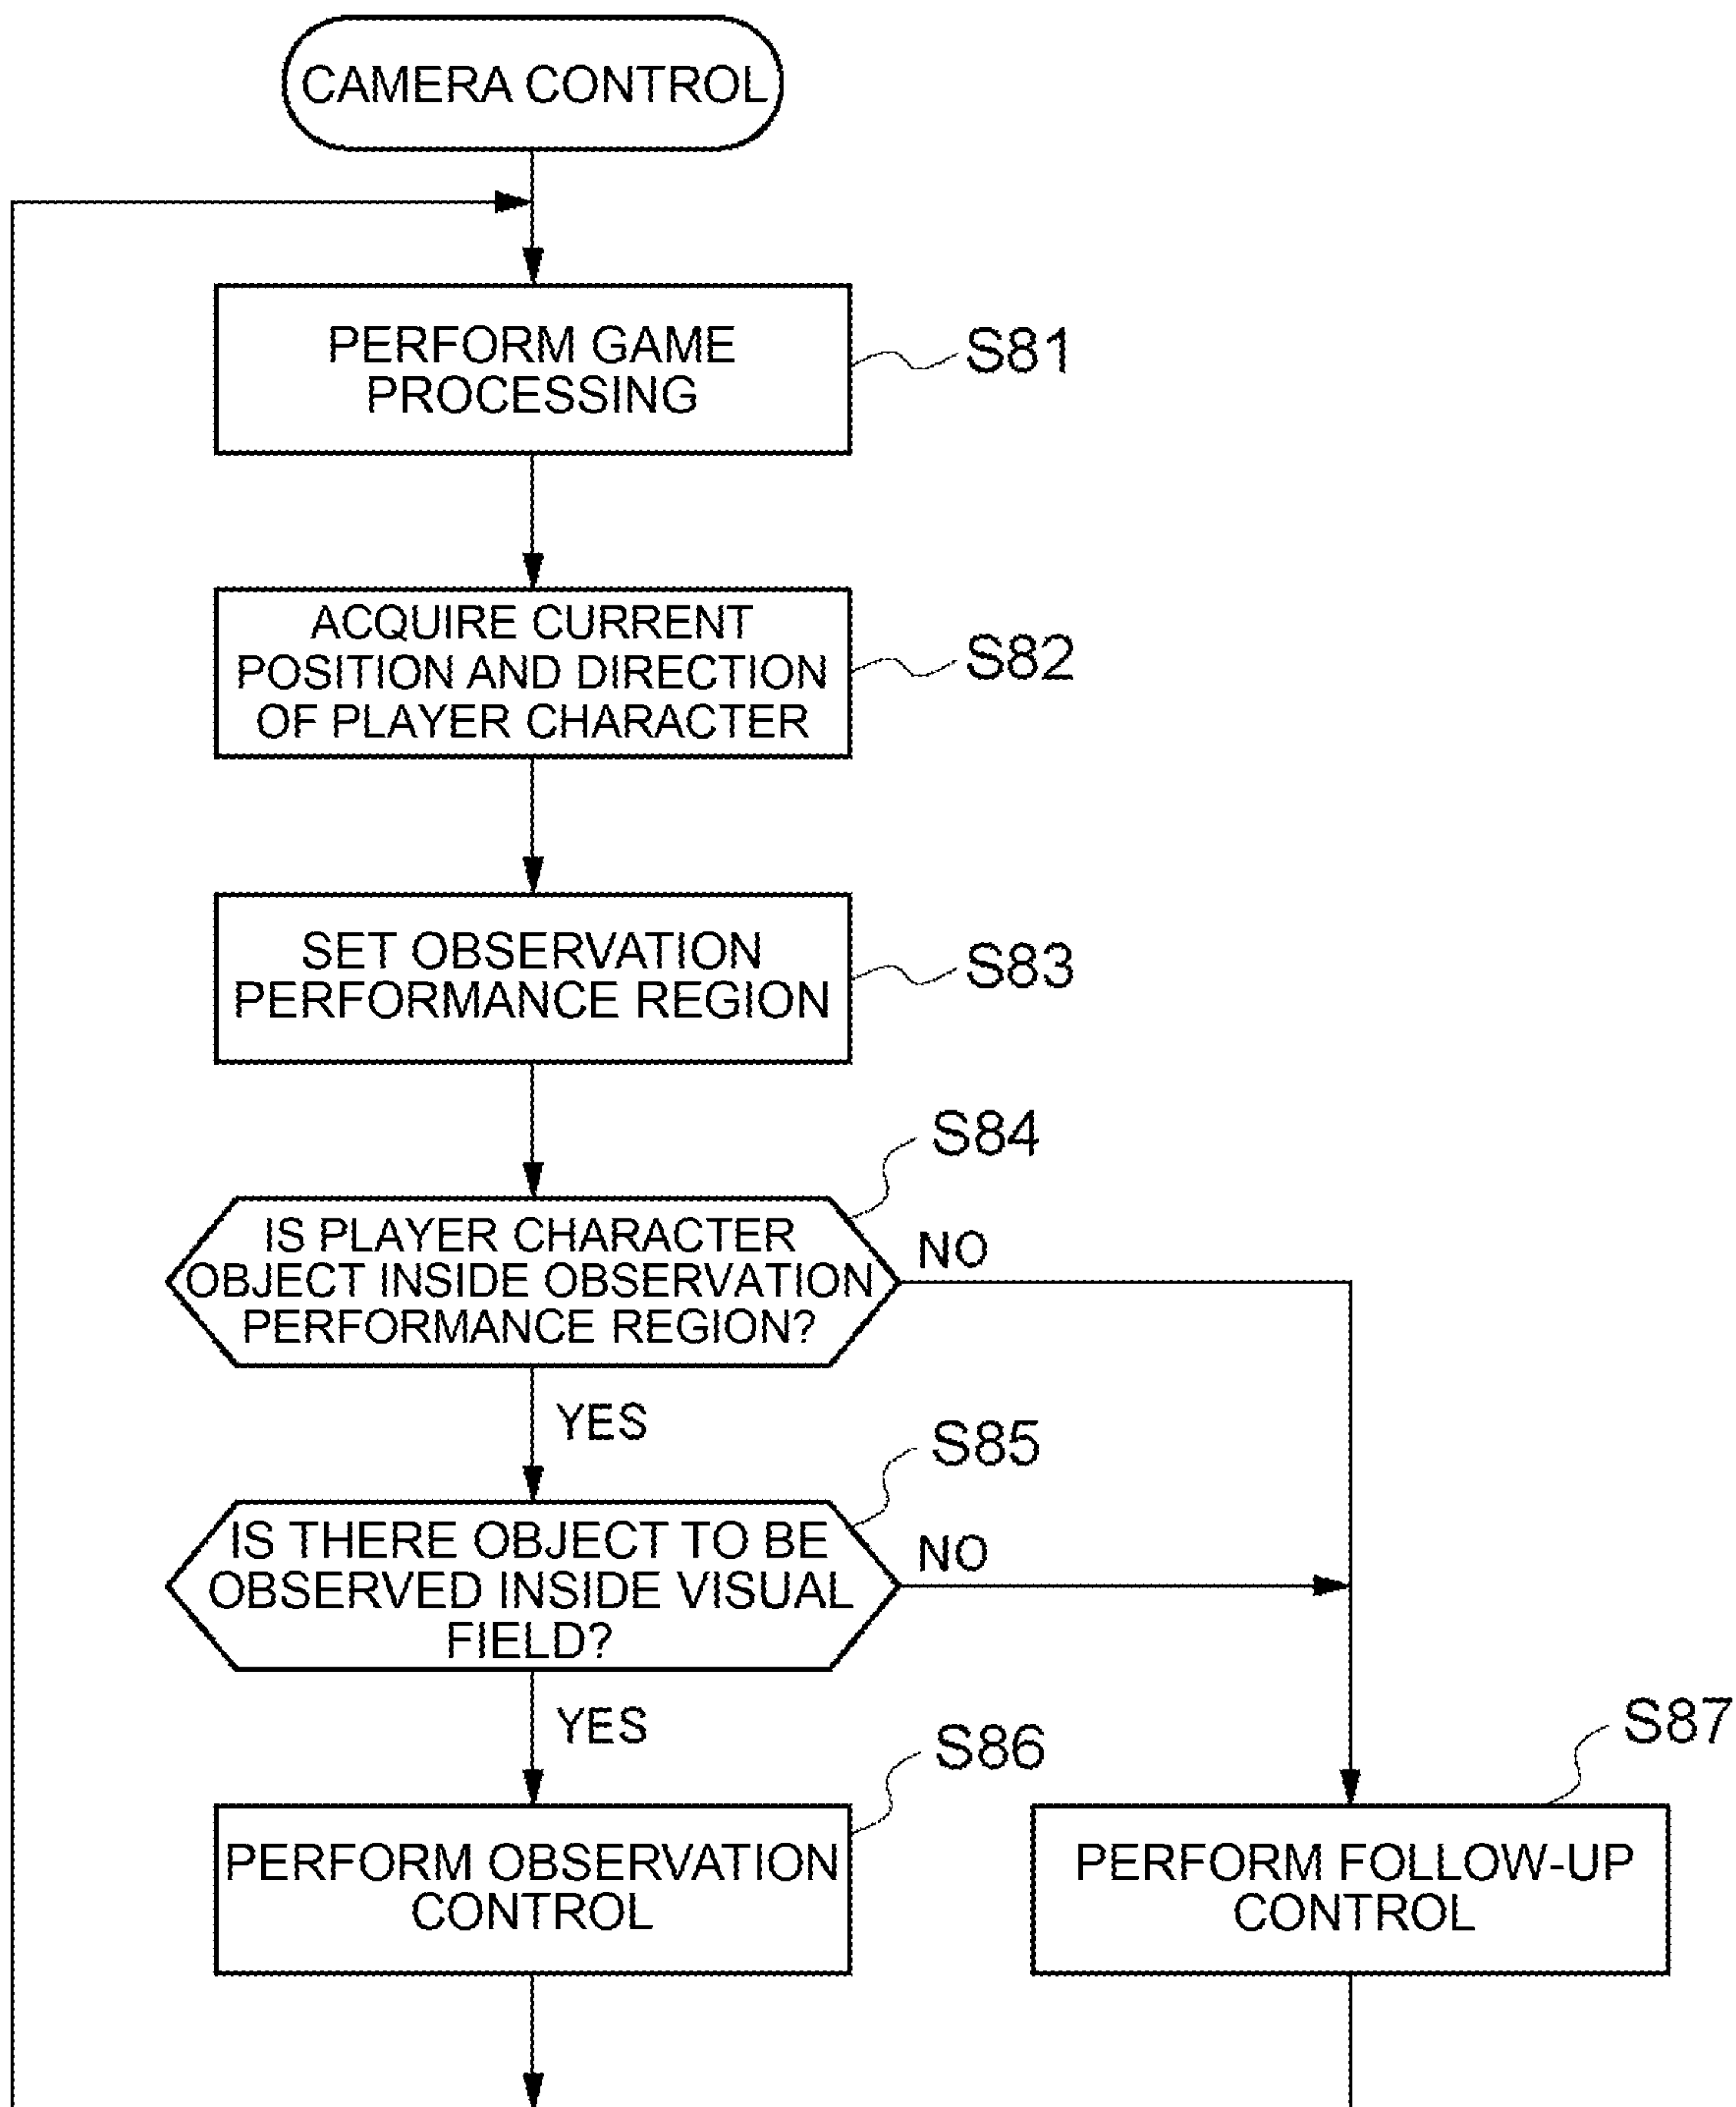 CAMERA CONTROL
PERFORM GAME
PROCESSING
S81
ACQUIRE CURRENT
POSITION AND DIRECTION
OF PLAYER CHARACTER
S82
SET OBSERVATION
PERFORMANCE REGION
S83
S84
IS PLAYER CHARACTER
OBJECT INSIDE OBSERVATION
PERFORMANCE REGION?
NO
YES
S85
IS THERE OBJECT TO BE
OBSERVED INSIDE VISUAL
FIELD?
NO
YES
S86
PERFORM OBSERVATION
CONTROL
S87
PERFORM FOLLOW-UP
CONTROL